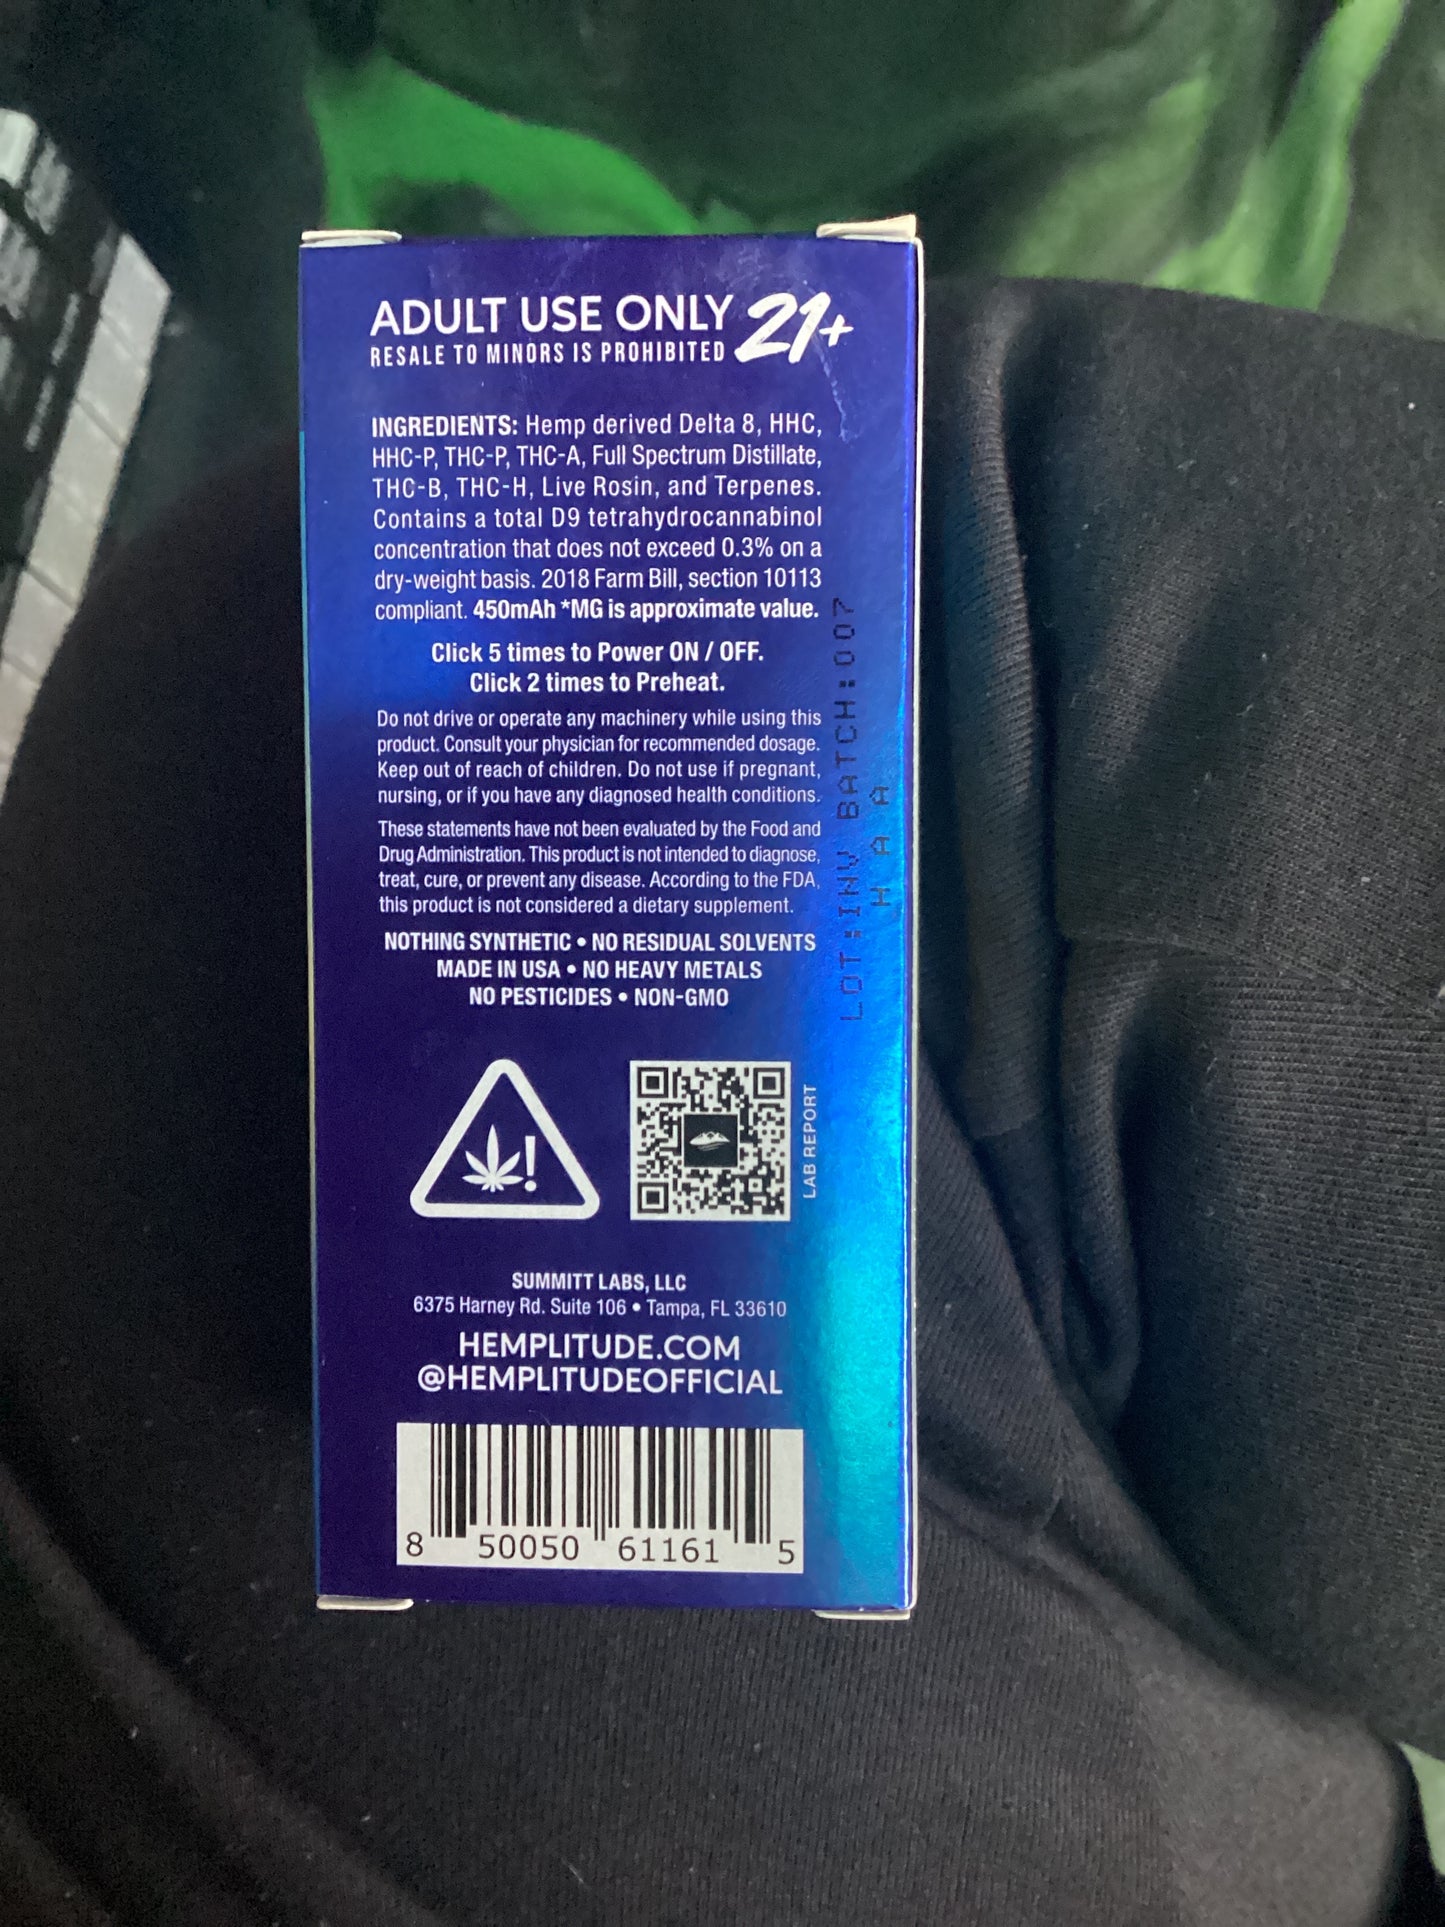 ADULT USE ONLY 21+
RESALE TO MINORS IS PROHIBITED
INGREDIENTS: Hemp derived Delta 8, HHC,
HHC-P, THC-P, THC-A, Full Spectrum Distillate,
THC-B, THC-H, Live Rosin, and Terpenes.
Contains a total D9 tetrahydrocannabinol
concentration that does not exceed 0.3% on a
dry-weight basis. 2018 Farm Bill, section 10113
compliant. 450mAh *MG is approximate value.
Click 5 times to Power ON / OFF.
Click 2 times to Preheat.
Do not drive or operate any machinery while using this
product. Consult your physician for recommended dosage.
Keep out of reach of children. Do not use if pregnant,
nursing, or if you have any diagnosed health conditions.
These statements have not been evaluated by the Food and
Drug Administration. This product is not intended to diagnose,
treat, cure, or prevent any disease. According to the FDA,
this product is not considered a dietary supplement.
NOTHING SYNTHETIC • NO RESIDUAL SOLVENTS
MADE IN USA • NO HEAVY METALS
NO PESTICIDES • NON-GMO
LOT:INV BATCH:007
H A A
!
LAB REPORT
SUMMITT LABS, LLC
6375 Harney Rd. Suite 106 • Tampa, FL 33610
HEMPLITUDE.COM
@HEMPLITUDEOFFICIAL
8 50050 61161 5